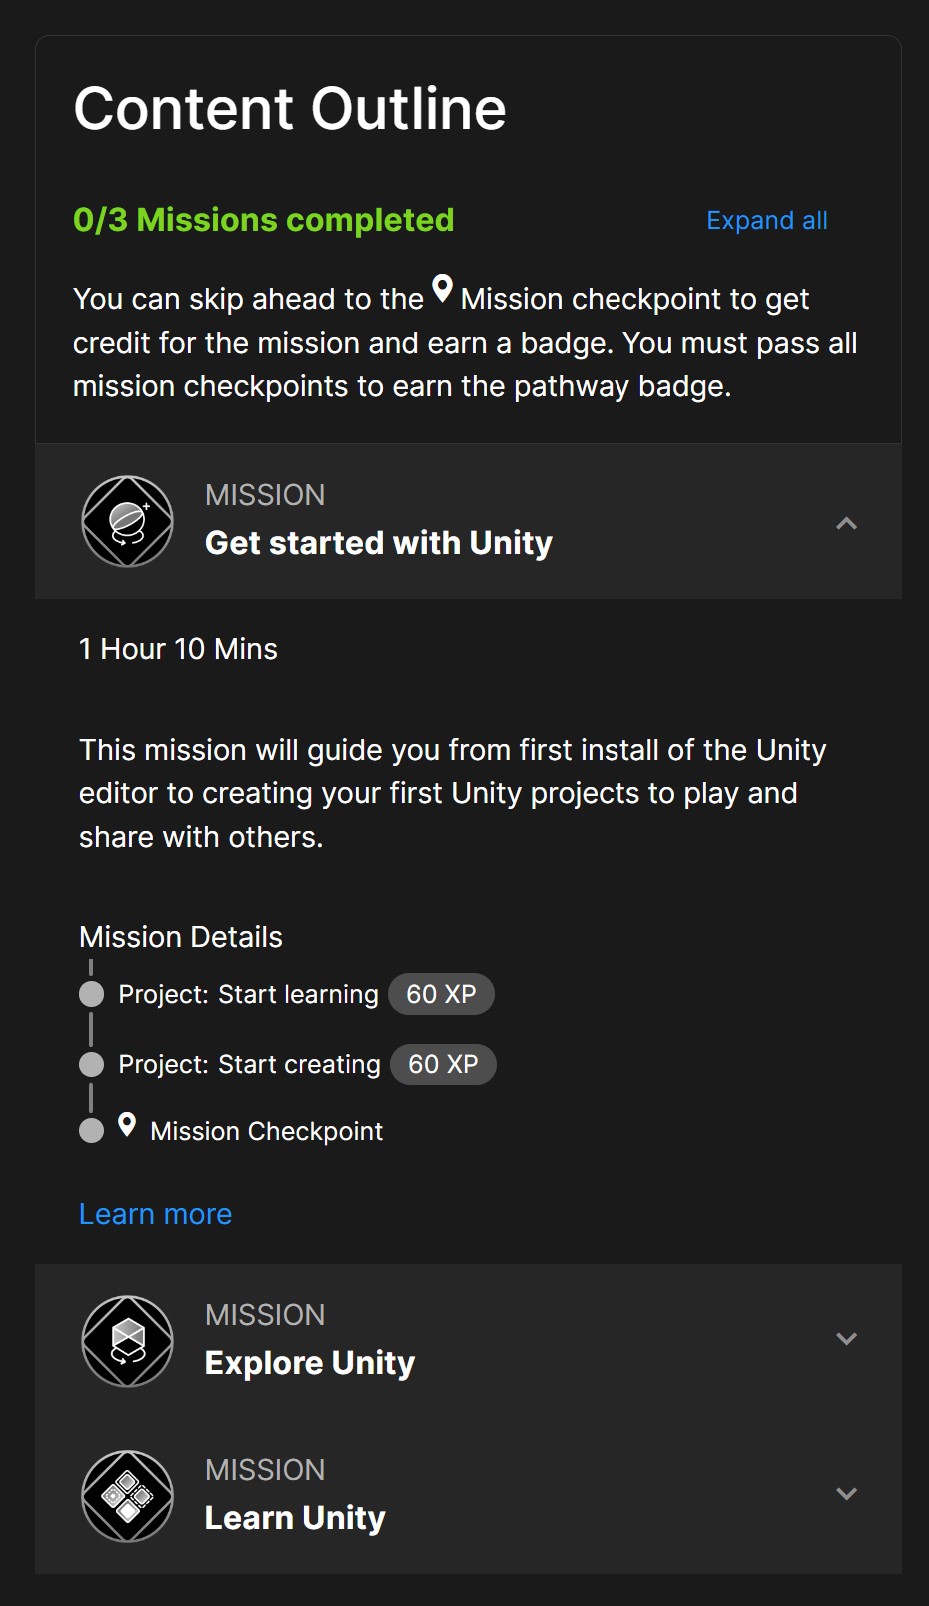 Content Outline
0/3 Missions completed
Expand all
You can skip ahead to the Mission checkpoint to get
credit for the mission and earn a badge. You must pass all
mission checkpoints to earn the pathway badge.
MISSION
Get started with Unity
1 Hour 10 Mins
This mission will guide you from first install of the Unity
editor to creating your first Unity projects to play and
share with others.
Mission Details
Project: Start learning 60 XP
Project: Start creating 60 XP
Mission Checkpoint
Learn more
MISSION
Explore Unity
MISSION
Learn Unity